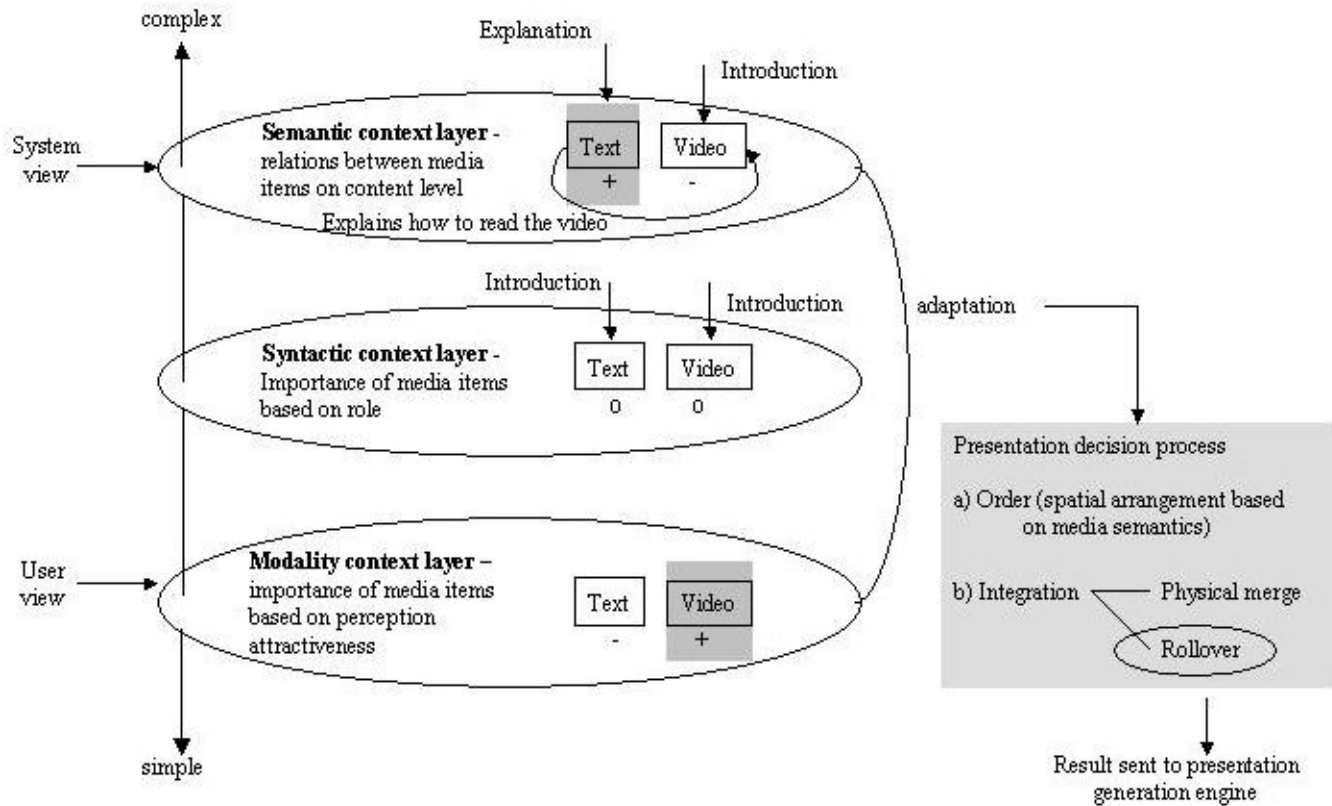 complex
Explanation
Introduction
System
view
Semantic context layer -
relations between media
items on content level
Text
Video
+
-
Explains how to read the video
Introduction
Introduction
adaptation
Syntactic context layer -
Importance of media items
based on role
Text
Video
o
o
User
view
Modality context layer –
importance of media items
based on perception
attractiveness
Text
Video
-
+
simple
Presentation decision process
a) Order (spatial arrangement based
on media semantics)
b) Integration
Physical merge
Rollover
Result sent to presentation
generation engine